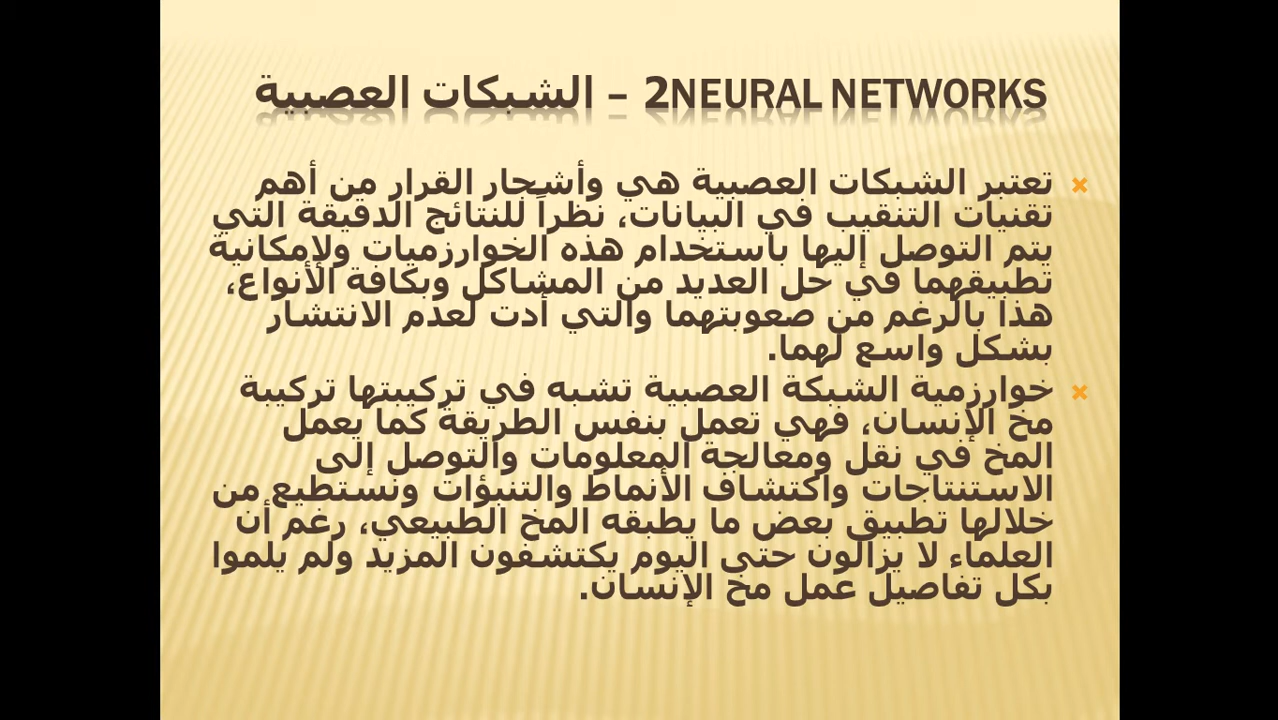 2NEURAL NETWORKS – الشبكات العصبية
تعتبر الشبكات العصبية هي وأشجار القرار من أهم
تقنيات التنقيب في البيانات، نظراً للنتائج الدقيقة التي
يتم التوصل إليها باستخدام هذه الخوارزميات ولإمكانية
تطبيقهما في حل العديد من المشاكل وبكافة الأنواع،
هذا بالرغم من صعوبتهما والتي أدت لعدم الانتشار
بشكل واسع لهما.
خوارزمية الشبكة العصبية تشبه في تركيبتها تركيبة
مخ الإنسان، فهي تعمل بنفس الطريقة كما يعمل
المخ في نقل ومعالجة المعلومات والتوصل إلى
الاستنتاجات واكتشاف الأنماط والتنبؤات ونستطيع من
خلالها تطبيق بعض ما يطبقه المخ الطبيعي، رغم أن
العلماء لا يزالون حتى اليوم يكتشفون المزيد ولم يلموا
بكل تفاصيل عمل مخ الإنسان.